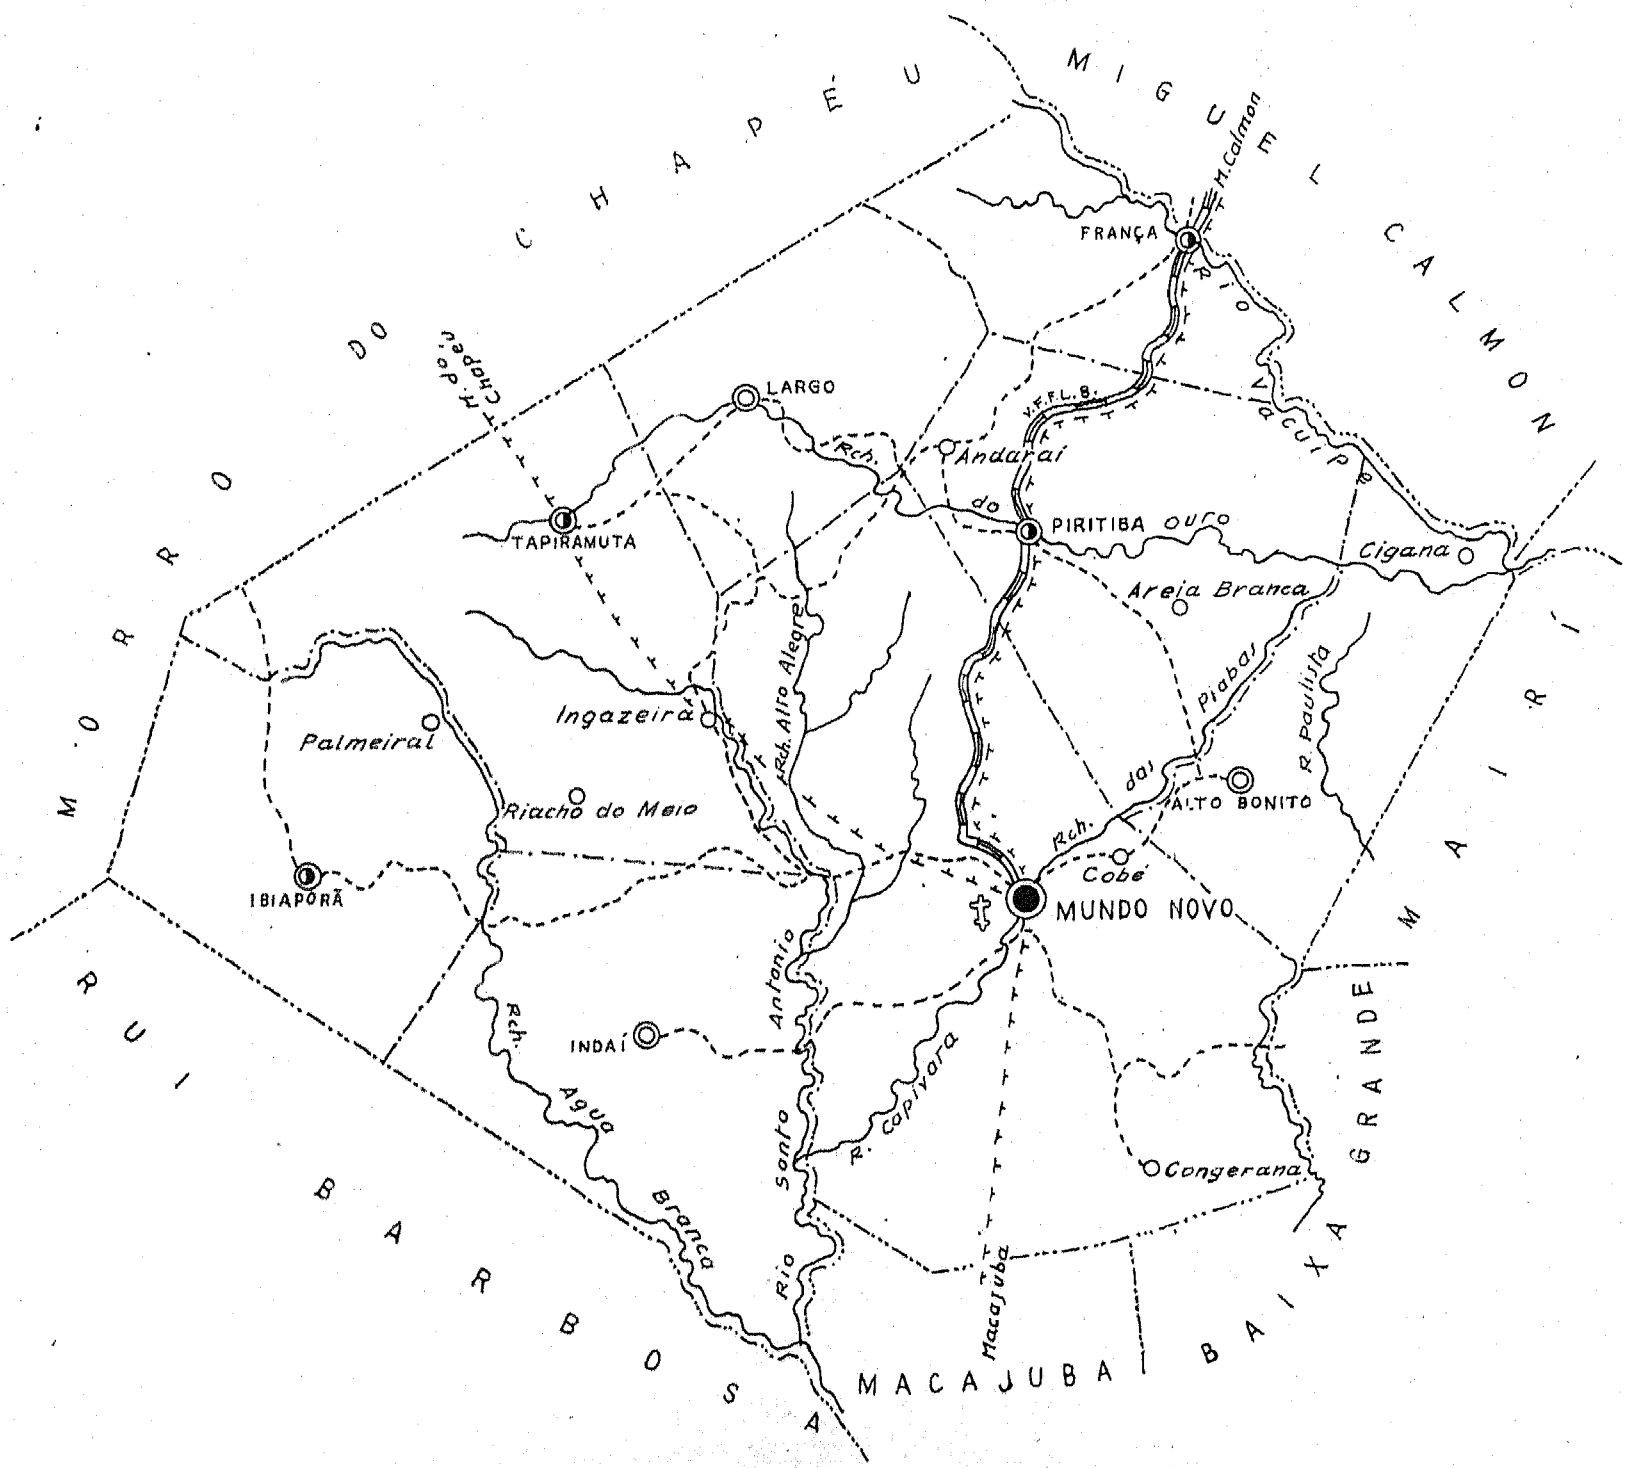 MORRO DO CHAPÉU
MIGUEL CALMON
M. Calmon
FRANÇA
RIO
Jacuipe
M. do
Chapéu
LARGO
V.F.F.L.B.
Rch.
do
OURO
Andaraí
TAPIRAMUTA
PIRITIBA
Cigana
Areia Branca
Rch. Alto Alegre
Piabas
R. Paulista
Ingazeira
Palmeiral
Riacho do Meio
das
Rch.
ALTO BONITO
Cobé
IBIAPORÃ
MUNDO NOVO
MAIRI
INDAÍ
Rch.
Agua
Branca
Antonio
Santo
Rio
R. Capivara
Congerana
Macajuba
RUI BARBOSA
MACAJUBA
BAIXA GRANDE